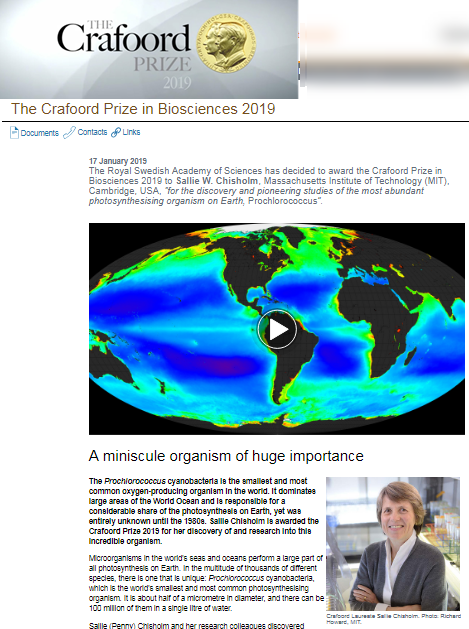 THE
Crafoord
PRIZE
2019
The Crafoord Prize in Biosciences 2019
Documents Contacts Links
17 January 2019
The Royal Swedish Academy of Sciences has decided to award the Crafoord Prize in
Biosciences 2019 to Sallie W. Chisholm, Massachusetts Institute of Technology (MIT),
Cambridge, USA, "for the discovery and pioneering studies of the most abundant
photosynthesising organism on Earth, Prochlorococcus".
A miniscule organism of huge importance
The Prochlorococcus cyanobacteria is the smallest and most
common oxygen-producing organism in the world. It dominates
large areas of the World Ocean and is responsible for a
considerable share of the photosynthesis on Earth, yet was
entirely unknown until the 1980s. Sallie Chisholm is awarded the
Crafoord Prize 2019 for her discovery of and research into this
incredible organism.
Microorganisms in the world's seas and oceans perform a large part of
all photosynthesis on Earth. In the multitude of thousands of different
species, there is one that is unique: Prochlorococcus cyanobacteria,
which is the world's smallest and most common photosynthesising
organism. It is about half of a micrometre in diameter, and there can be
100 million of them in a single litre of water.
Crafoord Laureate Sallie Chisholm. Photo: Richard
Howard, MIT.
Sallie (Penny) Chisholm and her research colleagues discovered